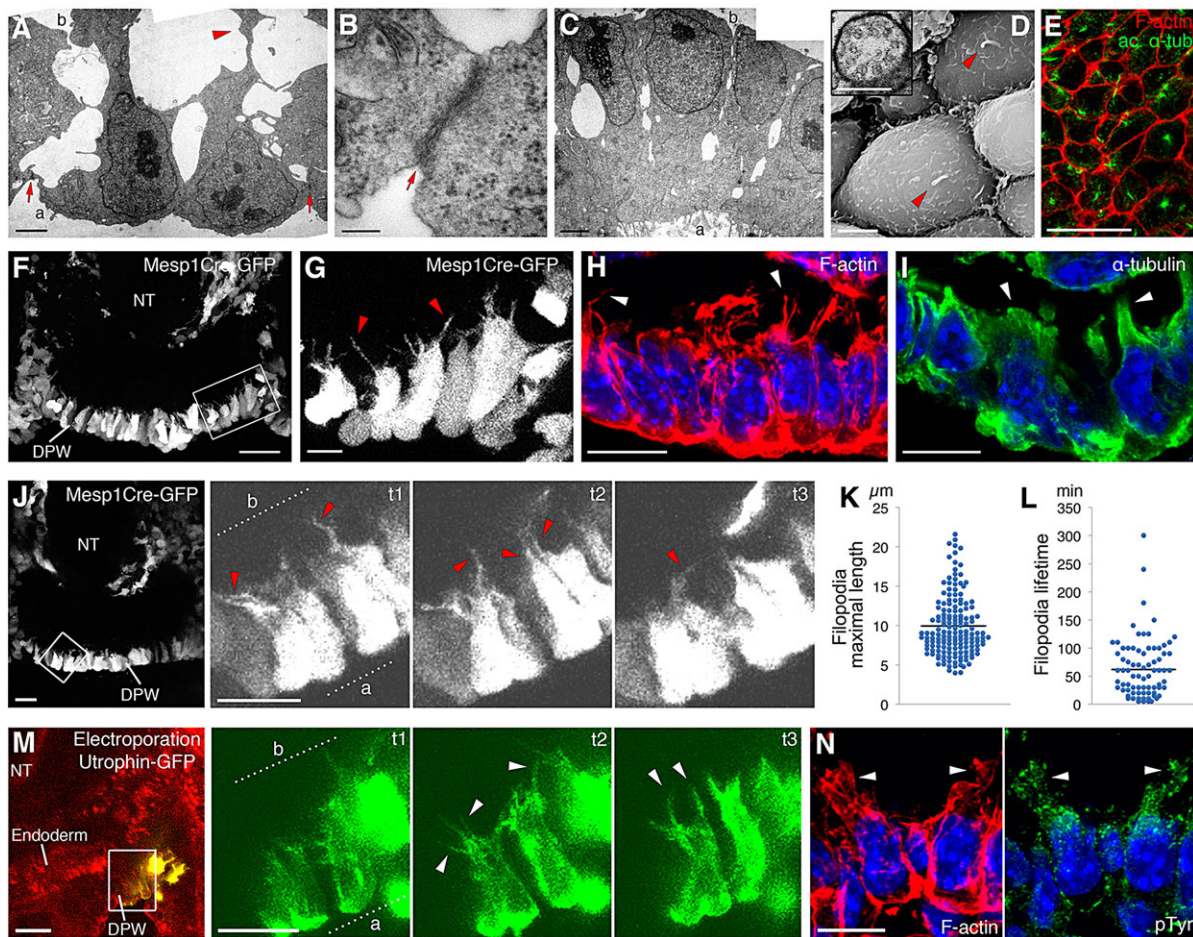 A
b
a
B
C
b
a
D
E
F-actin
ac. α-tub
F
Mesp1Cre-GFP
NT
DPW
G
Mesp1Cre-GFP
H
F-actin
I
α-tubulin
J
Mesp1Cre-GFP
NT
DPW
b
t1
a
t2
t3
K
µm
25
20
15
10
5
0
Filopodia
maximal length
L
min
350
300
250
200
150
100
50
0
Filopodia lifetime
M
Electroporation
Utrophin-GFP
NT
Endoderm
DPW
b
t1
a
t2
t3
N
F-actin
pTyr